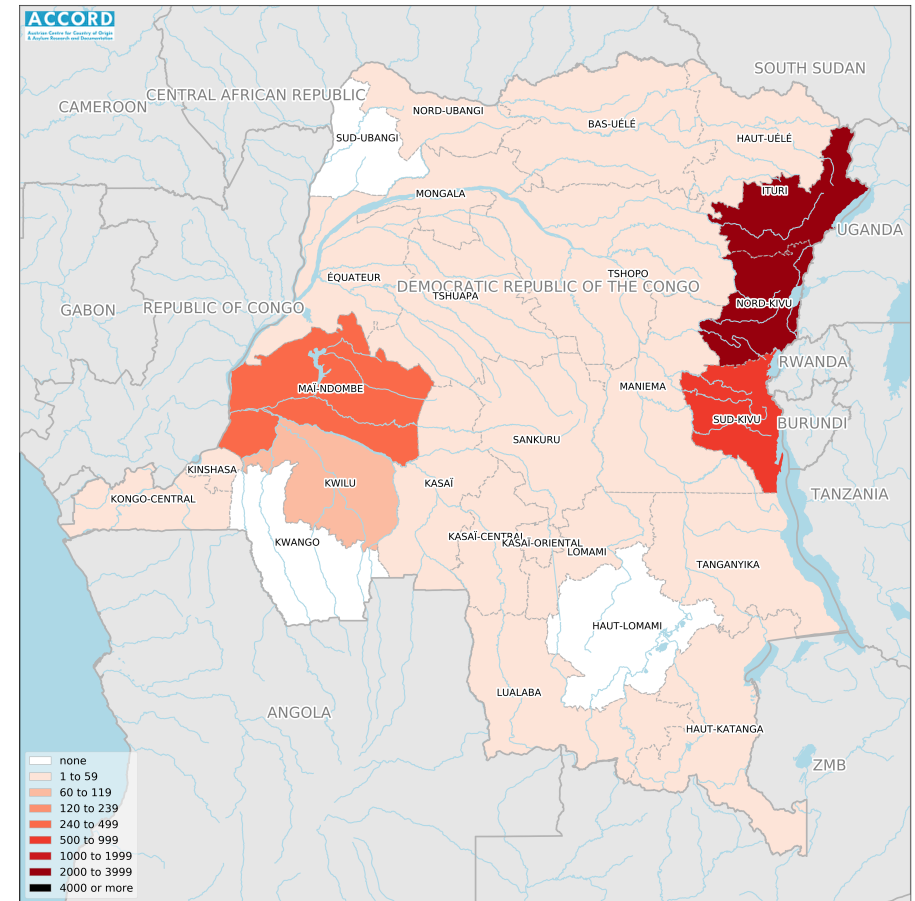 ACCORD
Austrian Centre for Country of Origin
& Asylum Research and Documentation
SOUTH SUDAN
CENTRAL AFRICAN REPUBLIC
CAMEROON
NORD-UBANGI
BAS-UÉLÉ
SUD-UBANGI
HAUT-UÉLÉ
ITURI
MONGALA
UGANDA
TSHOPO
ÉQUATEUR
DEMOCRATIC REPUBLIC OF THE CONGO
TSHUAPA
NORD-KIVU
REPUBLIC OF CONGO
GABON
RWANDA
MAÏ-NDOMBE
MANIEMA
SUD-KIVU
BURUNDI
SANKURU
KINSHASA
KWILU
KASAÏ
TANZANIA
KONGO-CENTRAL
KASAÏ-CENTRAL
KASAÏ-ORIENTAL
KWANGO
LOMAMI
TANGANYIKA
HAUT-LOMAMI
LUALABA
ANGOLA
HAUT-KATANGA
ZMB
none
1 to 59
60 to 119
120 to 239
240 to 499
500 to 999
1000 to 1999
2000 to 3999
4000 or more